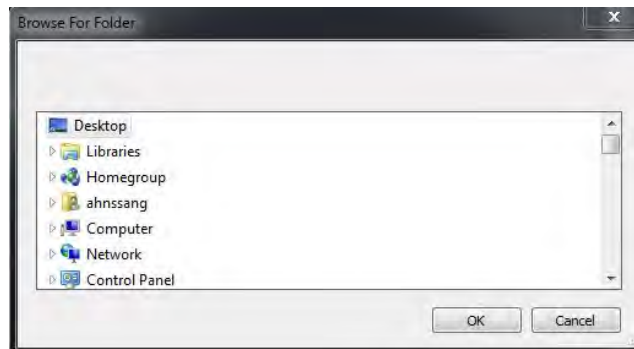 Browse For Folder
Desktop
Libraries
Homegroup
ahnssang
Computer
Network
Control Panel
OK Cancel